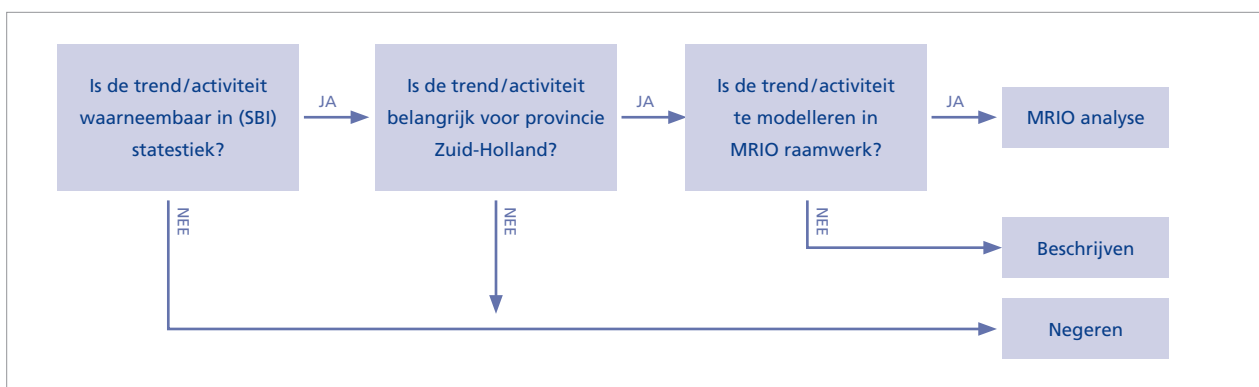 Is de trend/activiteit
waarneembaar in (SBI)
statestiek?
JA
Is de trend/activiteit
belangrijk voor provincie
Zuid-Holland?
JA
Is de trend/activiteit
te modelleren in
MRIO raamwerk?
JA
MRIO analyse
NEE
NEE
NEE
Beschrijven
Negeren